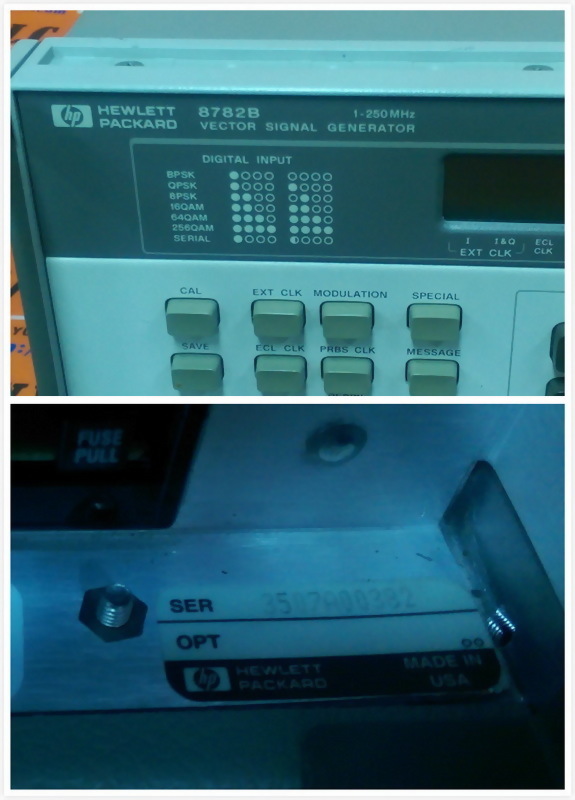 hp HEWLETT PACKARD 8782B 1-250MHz
VECTOR SIGNAL GENERATOR
DIGITAL INPUT
BPSK
QPSK
8PSK
16QAM
64QAM
256QAM
SERIAL
I I&Q ECL
EXT CLK CLK
CAL EXT CLK MODULATION SPECIAL
SAVE ECL CLK PRBS CLK MESSAGE
FUSE
PULL
SER
OPT
hp HEWLETT PACKARD MADE IN USA